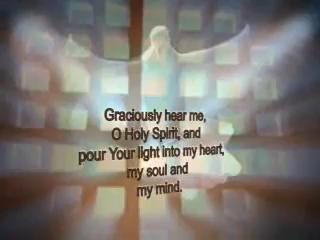 Graciously hear me,
O Holy Spirit, and
pour Your light into my heart,
my soul and
my mind.